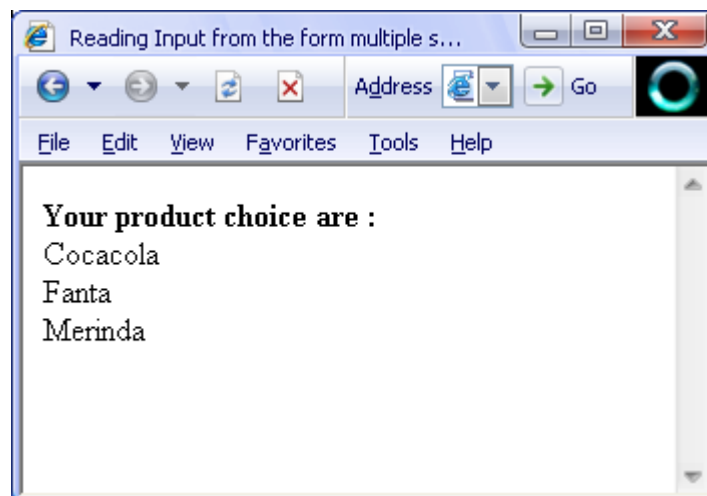 Reading Input from the form multiple s...
Address Go
File Edit View Favorites Tools Help
Your product choice are :
Cocacola
Fanta
Merinda